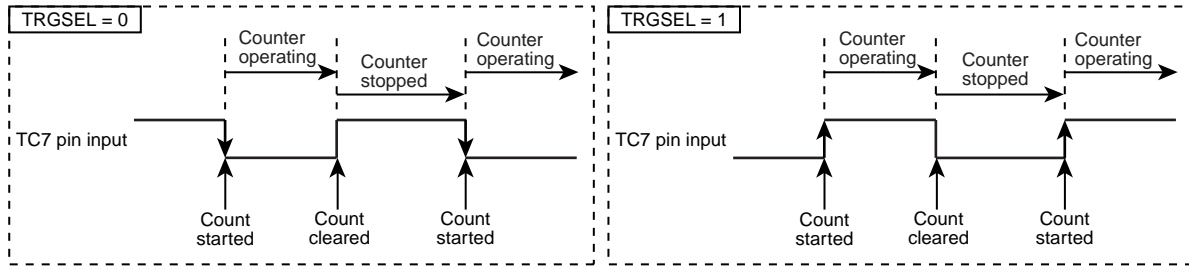 TRGSEL = 0
Counter
operating
Counter
stopped
Counter
operating
TC7 pin input
Count
started
Count
cleared
Count
started
TRGSEL = 1
Counter
operating
Counter
stopped
Counter
operating
TC7 pin input
Count
started
Count
cleared
Count
started